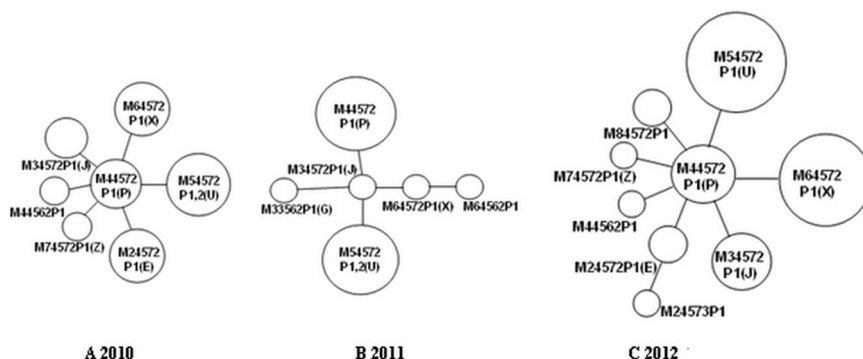 M64572
P1(X)
M34572P1(J)
M44572
P1(P)
M54572
P1,2(U)
M44562P1
M74572P1(Z)
M24572
P1(E)
A 2010
M44572
P1(P)
M34572P1(J)
M33562P1(G)
M64572P1(X)
M64562P1
M54572
P1,2(U)
B 2011
M54572
P1(U)
M84572P1
M74572P1(Z)
M44572
P1(P)
M64572
P1(X)
M44562P1
M24572P1(E)
M34572
P1(J)
M24573P1
C 2012